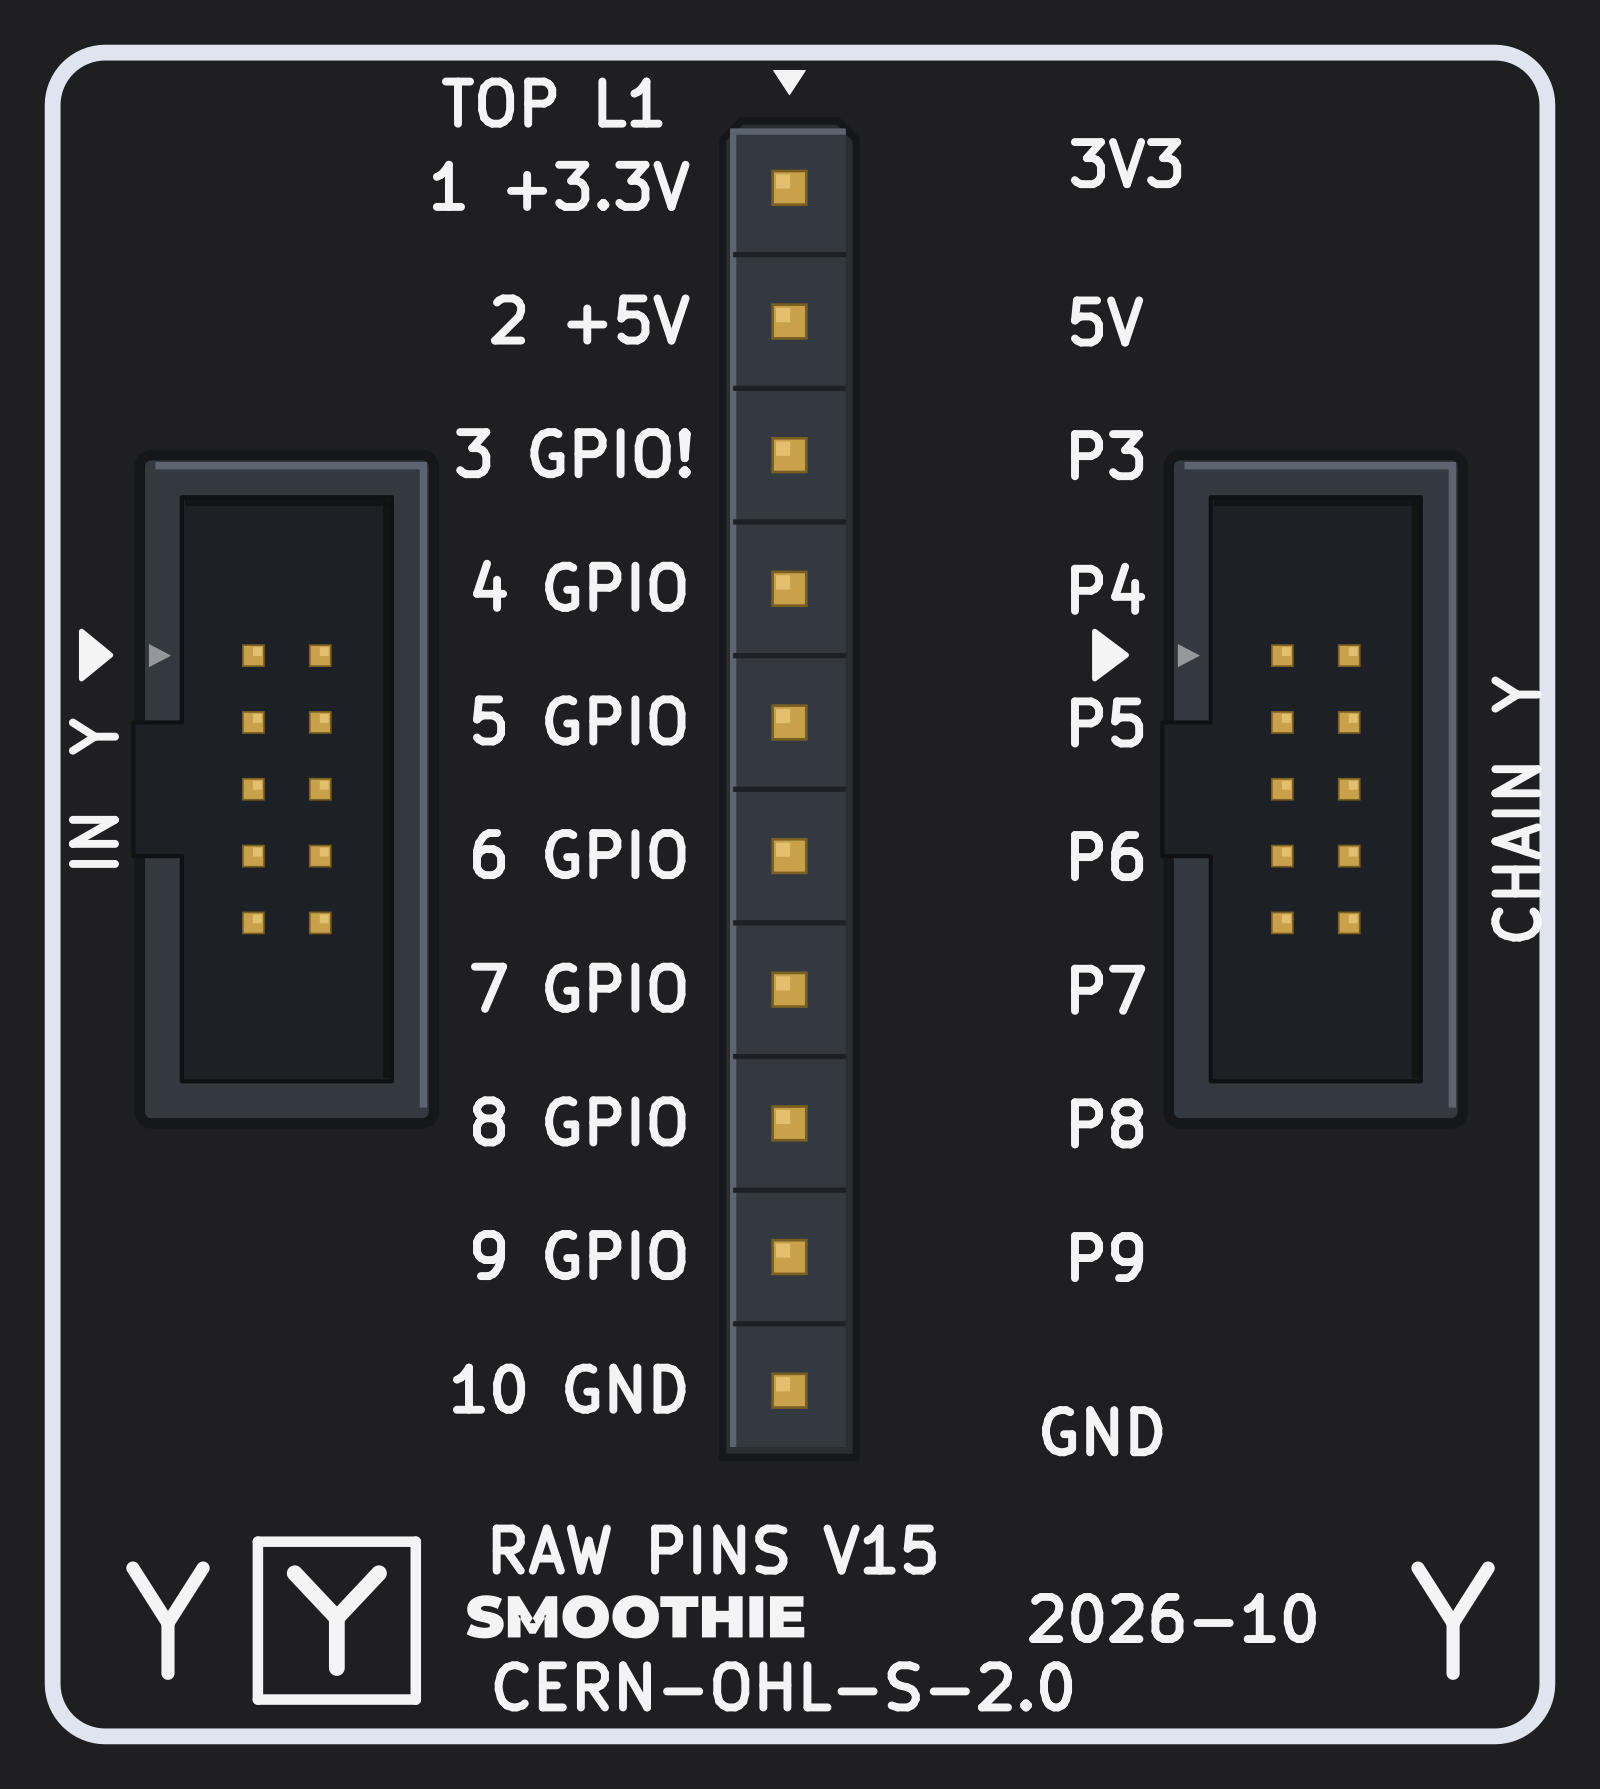 TOP L1
1 +3.3V
3V3
2 +5V
5V
3 GPIO!
P3
4 GPIO
P4
5 GPIO
P5
6 GPIO
P6
7 GPIO
P7
8 GPIO
P8
9 GPIO
P9
10 GND
GND
IN Y
CHAIN Y
RAW PINS V15
SMOOTHIE
2026-10
CERN-OHL-S-2.0
Y
Y
Y